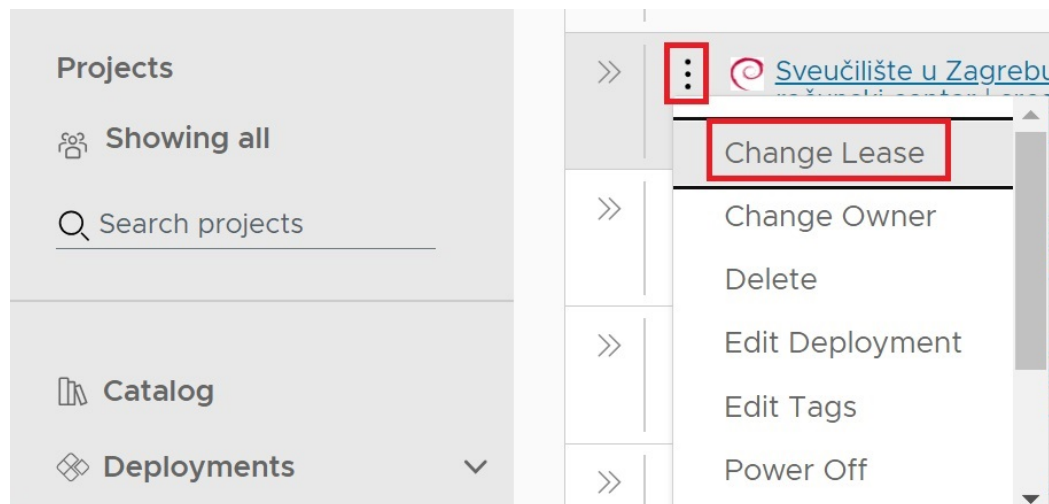 Projects
Showing all
Search projects
Catalog
Deployments
Sveučilište u Zagrebu
Change Lease
Change Owner
Delete
Edit Deployment
Edit Tags
Power Off